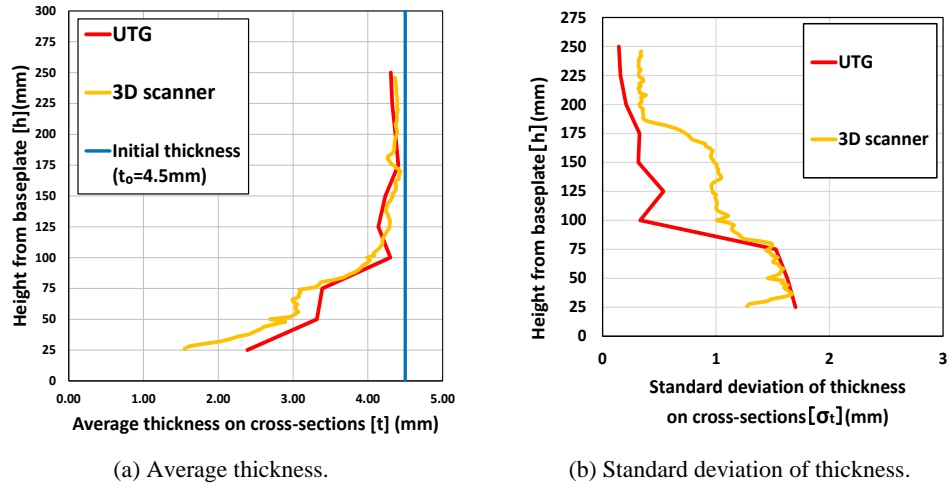 300
275
250
225
200
175
150
125
100
75
50
25
0
Height from baseplate [h](mm)
UTG
3D scanner
Initial thickness
(t₀=4.5mm)
0.00 1.00 2.00 3.00 4.00 5.00
Average thickness on cross-sections [t] (mm)
(a) Average thickness.
275
250
225
200
175
150
125
100
75
50
25
0
Height from baseplate[h](mm)
UTG
3D scanner
0 1 2 3
Standard deviation of thickness
on cross-sections[σt](mm)
(b) Standard deviation of thickness.